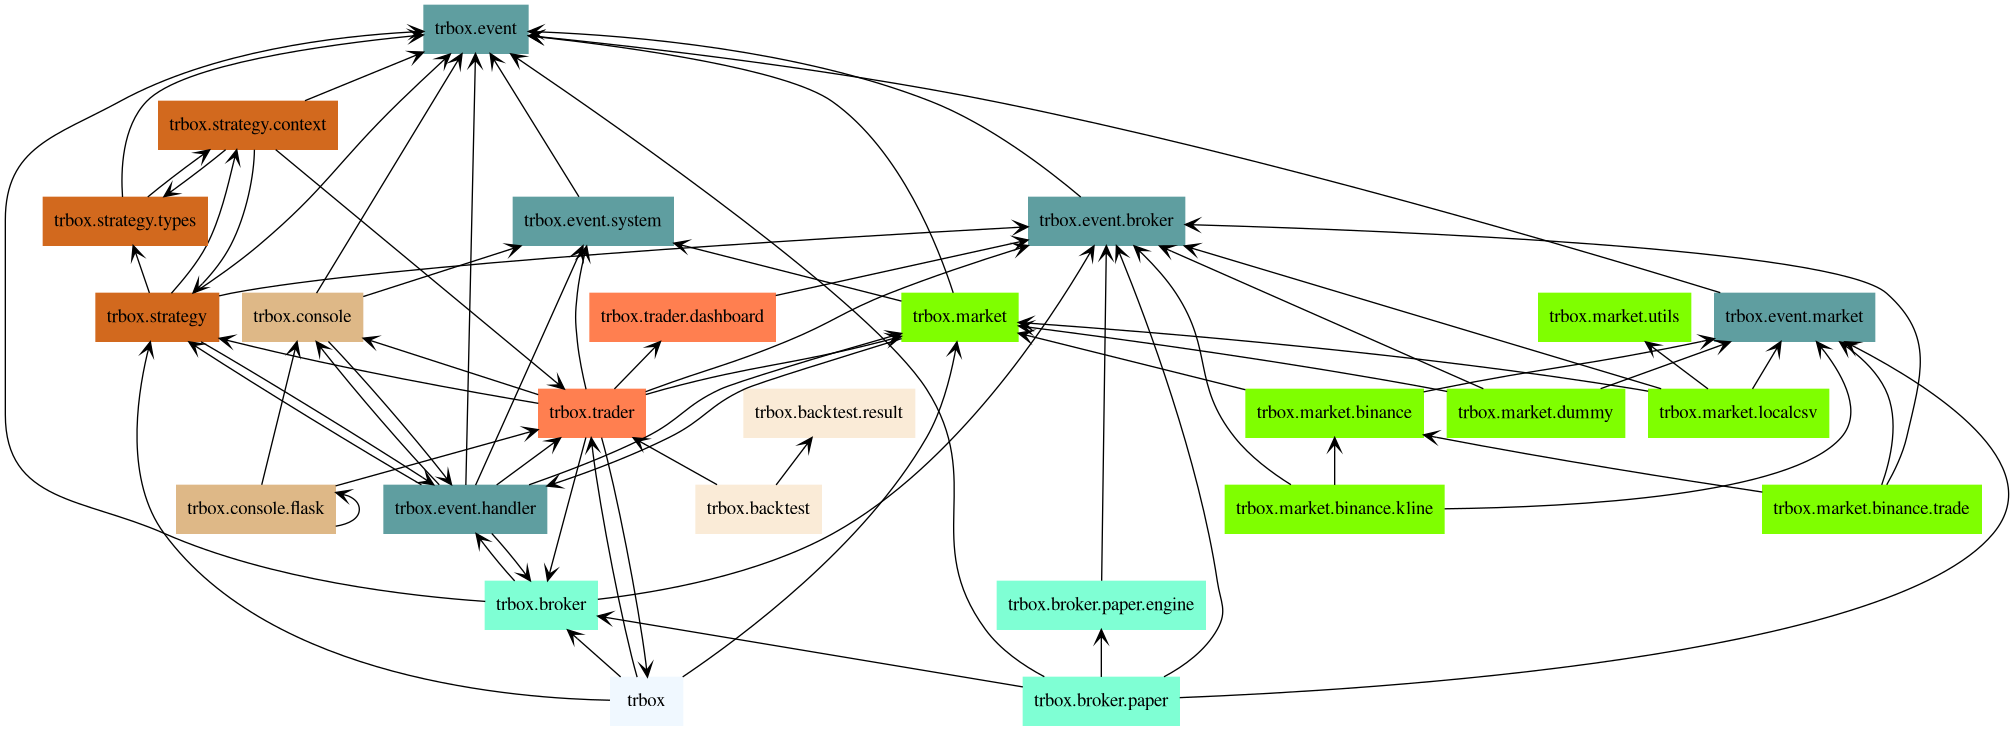 trbox.event
trbox.strategy.context
trbox.strategy.types
trbox.event.system
trbox.event.broker
trbox.strategy
trbox.console
trbox.trader.dashboard
trbox.market
trbox.market.utils
trbox.event.market
trbox.trader
trbox.backtest.result
trbox.market.binance
trbox.market.dummy
trbox.market.localcsv
trbox.console.flask
trbox.event.handler
trbox.backtest
trbox.market.binance.kline
trbox.market.binance.trade
trbox.broker
trbox.broker.paper.engine
trbox
trbox.broker.paper